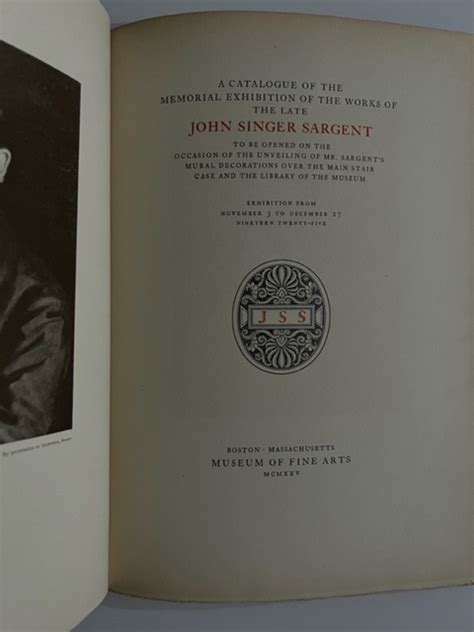 A CATALOGUE OF THE
MEMORIAL EXHIBITION OF THE WORKS OF
THE LATE
JOHN SINGER SARGENT
TO BE OPENED ON THE
OCCASION OF THE UNVEILING OF MR. SARGENT'S
MURAL DECORATIONS OVER THE MAIN STAIR
CASE AND THE LIBRARY OF THE MUSEUM
EXHIBITION FROM
NOVEMBER 3 TO DECEMBER 27
NINETEEN TWENTY-FIVE
JSS
BOSTON · MASSACHUSETTS
MUSEUM OF FINE ARTS
MCMXXV
By permission of